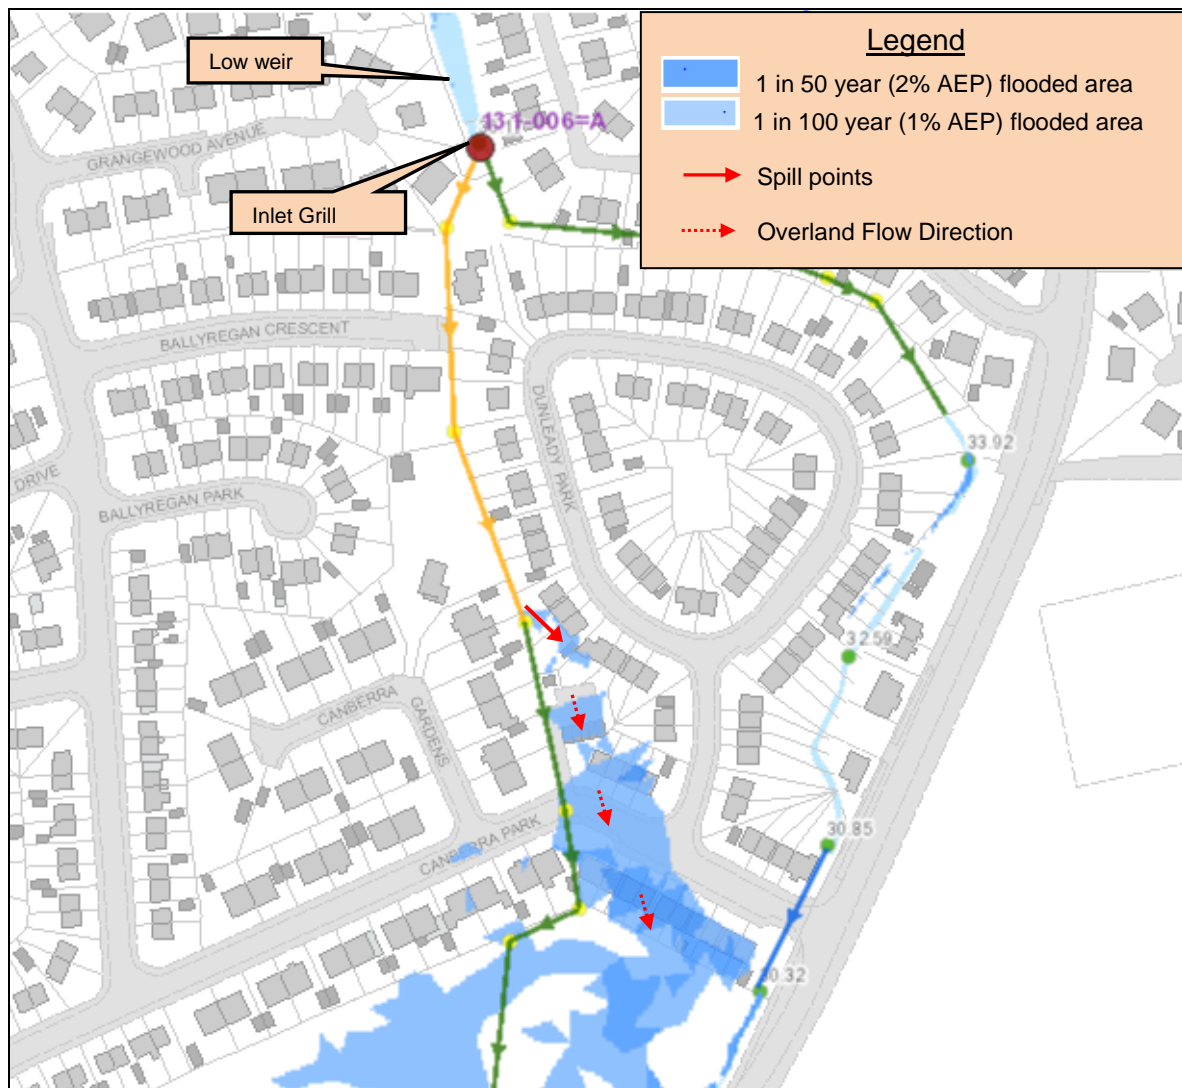 Legend
1 in 50 year (2% AEP) flooded area
1 in 100 year (1% AEP) flooded area
Spill points
Overland Flow Direction
Low weir
131-006=A
GRANGEWOOD AVENUE
Inlet Grill
BALLYREGAN CRESCENT
DUNLEADY PARK
33.92
DRIVE
BALLYREGAN PARK
32.59
CANBERRA
GARDENS
30.85
CANBERRA PARK
30.32